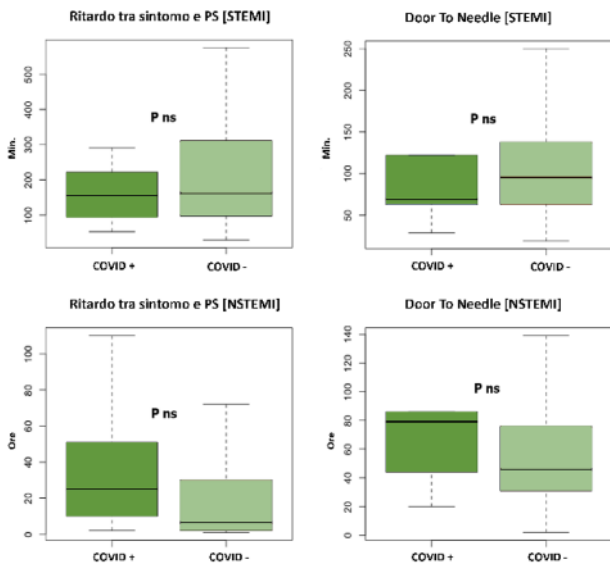 Ritardo tra sintomo e PS [STEMI]
Min.
500
400
300
200
100
P ns
COVID +
COVID -
Door To Needle [STEMI]
Min.
250
200
150
100
50
P ns
COVID +
COVID -
Ritardo tra sintomo e PS [NSTEMI]
Ore
100
80
60
40
20
0
P ns
COVID +
COVID -
Door To Needle [NSTEMI]
Ore
140
120
100
80
60
40
20
0
P ns
COVID +
COVID -